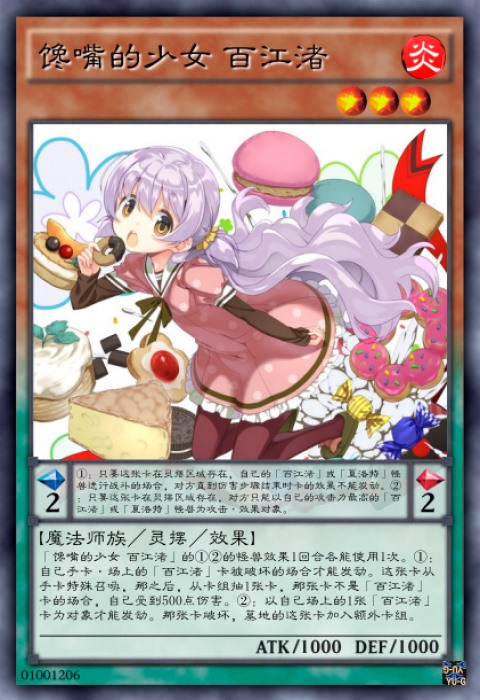 馋嘴的少女 百江渚
炎
①：只要这张卡在灵摆区域存在，自己的「百江渚」或「夏洛特」怪
兽进行战斗的场合，对方直到伤害步骤结束时卡的效果不能发动。②
：只要这张卡在灵摆区域存在，对方只能以自己的攻击力最高的「百
江渚」或「夏洛特」怪兽为攻击·效果对象。
2
2
【魔法师族／灵摆／效果】
「馋嘴的少女 百江渚」的①②的怪兽效果1回合各能使用1次。①：
自己手卡·场上的「百江渚」卡被破坏的场合才能发动。这张卡从
手卡特殊召唤，那之后，从卡组抽1张卡，那张卡不是「百江渚」
卡的场合，自己受到500点伤害。②：以自己场上的1张「百江渚」
卡为对象才能发动。那张卡破坏，墓地的这张卡加入额外卡组。
ATK/1000 DEF/1000
01001206